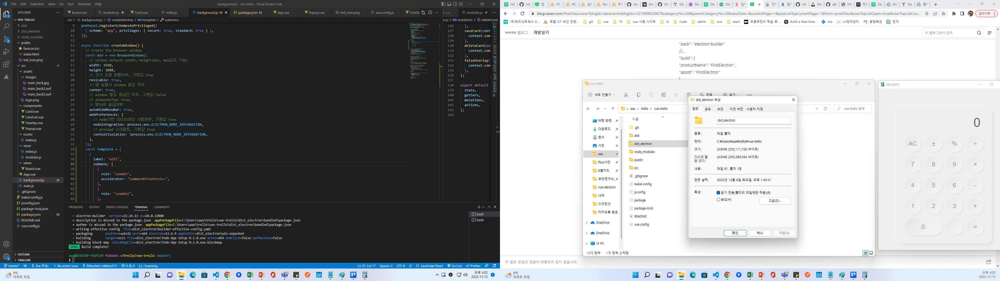 File Edit Selection View Go Run Terminal Help
background.js - vue-trello - Visual Studio Code
EXPLORER
VUE-TRELLO
dist
dist_electron
node_modules
public
favicon.ico
index.html
trel_icon.png
src
assets
images
main_back.jpg
main_back2.avif
main_back3.avif
logo.png
components
Card.vue
CardList.vue
Overlay.vue
Popup.vue
router
index.js
store
index.js
modules.js
views
Board.vue
App.vue
background.js M
main.js
.gitignore
babel.config.js
jsconfig.json
package-lock.json
package.json M
README.md
vue.config.js
OUTLINE
TIMELINE
Board.vue modules.js Card.vue index.js background.js M package.json M App.vue Popup.vue trel_icon.png vue.config.js Overla
src > background.js > createWindow > templete > submenu
9 protocol.registerSchemesAsPrivileged([
10 { scheme: "app", privileges: { secure: true, standard: true } },
11 ]);
12
13 async function createWindow() {
14 // Create the browser window.
15 const win = new BrowserWindow({
16 // window default width, height(min, max값도 가능)
17 width: 1920,
18 height: 1080,
19 // 크기 조절 허용여부, 기본값 true
20 resizable: true,
21 // 앱 실행시 window 중앙 위치
22 center: true,
23 // window 항상 최상단 위치, 기본값 false
24 // alwaysOnTop: true,
25 // 메뉴바 숨김여부
26 autoHideMenuBar: true,
27 webPreferences: {
28 // node기반 라이브러리 사용여부, 기본값 true
29 nodeIntegration: process.env.ELECTRON_NODE_INTEGRATION,
30 // preload 스크립트, 기본값 true
31 contextIsolation: !process.env.ELECTRON_NODE_INTEGRATION,
32 },
33 });
34 const templete = [
35 {
36 label: "edit",
37 submenu: [
38 {
39 role: "zoomIn",
40 accelerator: "CommandOrControl+=",
41 },
42 {
43 role: "zoomOut",
44 },
p.vue modules.js
es.js > mutations > deleteCard
126 },
127 saveCard(cont
128 context.com
129 },
130 deleteCard(co
131 context.com
132 },
133 falseOverlay(
134 context.com
135 },
136 };
137
138 export default
139 state,
140 getters,
141 mutations,
142 actions,
143 };
144
PROBLEMS OUTPUT DEBUG CONSOLE TERMINAL COMMENTS
• electron-builder version=22.14.13 os=10.0.22000
• description is missed in the package.json appPackageFile=C:\Users\aaa\trello\vue-trello\dist_electron\bundled\package.json
• author is missed in the package.json appPackageFile=C:\Users\aaa\trello\vue-trello\dist_electron\bundled\package.json
• writing effective config file=dist_electron\builder-effective-config.yaml
• packaging platform=win32 arch=x64 electron=13.6.9 appOutDir=dist_electron\win-unpacked
• building target=nsis file=dist_electron\Todo-App Setup 0.1.0.exe archs=x64 oneClick=false perMachine=false
• building block map blockMapFile=dist_electron\Todo-App Setup 0.1.0.exe.blockmap
DONE Build complete!
aaa@DESKTOP-FQVFIVR MINGW64 ~/trello/vue-trello (master)
$
bash
bash
master* Jira: 또눙: No active issue Bitbucket: robbins311: 0 0 {..} : Scanning.. Ln 37, Col 17 Spaces: 2 UTF-8 LF JavaScript React Go Live Prettier
0°C
대체로 흐림
오후 4:02
2022-12-12
blog.naver.com/PostView.naver?blogId=danaramm&logNo=221699853907&categoryNo=26&parentCategoryNo=0&viewDate=&currentPage=1&postListTopCurrentPage=1&from=postView&userTopListOpen=true&userTopListCou...
업데이트
(주)위드네트웍스 G... 토탈 ICT 보안 전문... git vue TS vue 사용 사이트 JS Code admin scss react 프론트엔드 학습 로... Build a Real-time... Jira LH청약센터 동행복권 천재
NAVER 블로그 개발일기
이 블로그에서 검색
"pack": "electron-builder"
//...
"build": {
"productName": "FirstElectron",
"appId": "FirstElectron"
}
이 글은 공감과 댓글이 허용되어 있지 않습니다.
vue-trello
새로 만들기 정렬 보기
aaa > trello > vue-trello
vue-trello 검색
바탕 화면
다운로드
문서
사진
aaa
flow사진
8월카드
보안연구소_
vue-electron
내꺼
스크린샷
카카오톡 받은
OneDrive
OneDrive
내 PC
이름
.git
dist
dist_electron
node_modules
public
src
.gitignore
babel.config
jsconfig
package
package-lock
README
vue.config
13개 항목 1개 항목 선택함
dist_electron 속성
일반 공유 보안 이전 버전 사용자 지정
dist_electron
종류: 파일 폴더
위치: C:₩Users₩aaa₩trello₩vue-trello
크기: 243MB (255,111,720 바이트)
디스크 할당 크기: 243MB (255,299,584 바이트)
내용: 파일 91, 폴더 10
만든 날짜: 2022년 12월 6일 화요일, 오후 1:40:41
특성: 읽기 전용(폴더의 파일에만 적용)(R)
숨김(H) 고급(D)...
확인 취소 적용(A)
calculator
0
AC ± % ÷
7 8 9 ×
4 5 6 -
1 2 3 +
0 . =
0°C
대체로 흐림
오후 4:02
2022-12-12